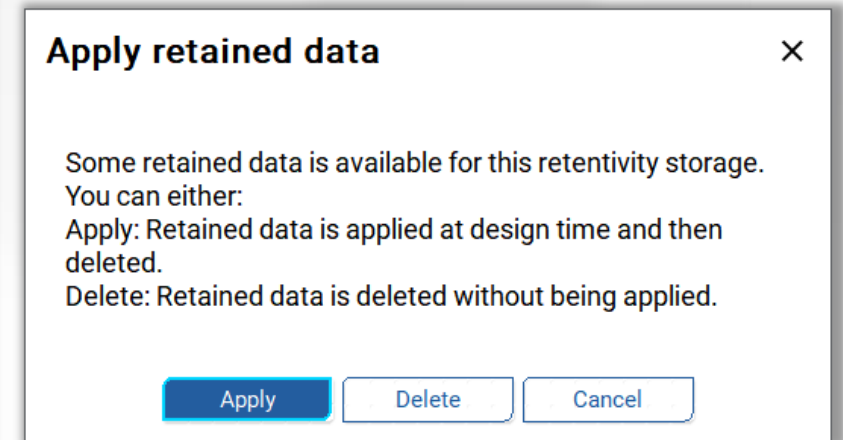 Apply retained data
Some retained data is available for this retentivity storage.
You can either:
Apply: Retained data is applied at design time and then
deleted.
Delete: Retained data is deleted without being applied.
Apply
Delete
Cancel